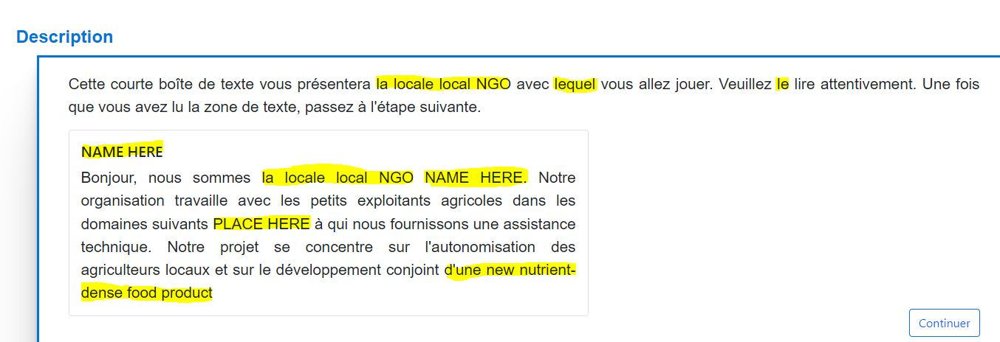 Description
Cette courte boîte de texte vous présentera la locale local NGO avec lequel vous allez jouer. Veuillez le lire attentivement. Une fois
que vous avez lu la zone de texte, passez à l'étape suivante.
NAME HERE
Bonjour, nous sommes la locale local NGO NAME HERE. Notre
organisation travaille avec les petits exploitants agricoles dans les
domaines suivants PLACE HERE à qui nous fournissons une assistance
technique. Notre projet se concentre sur l'autonomisation des
agriculteurs locaux et sur le développement conjoint d'une new nutrient-
dense food product
Continuer